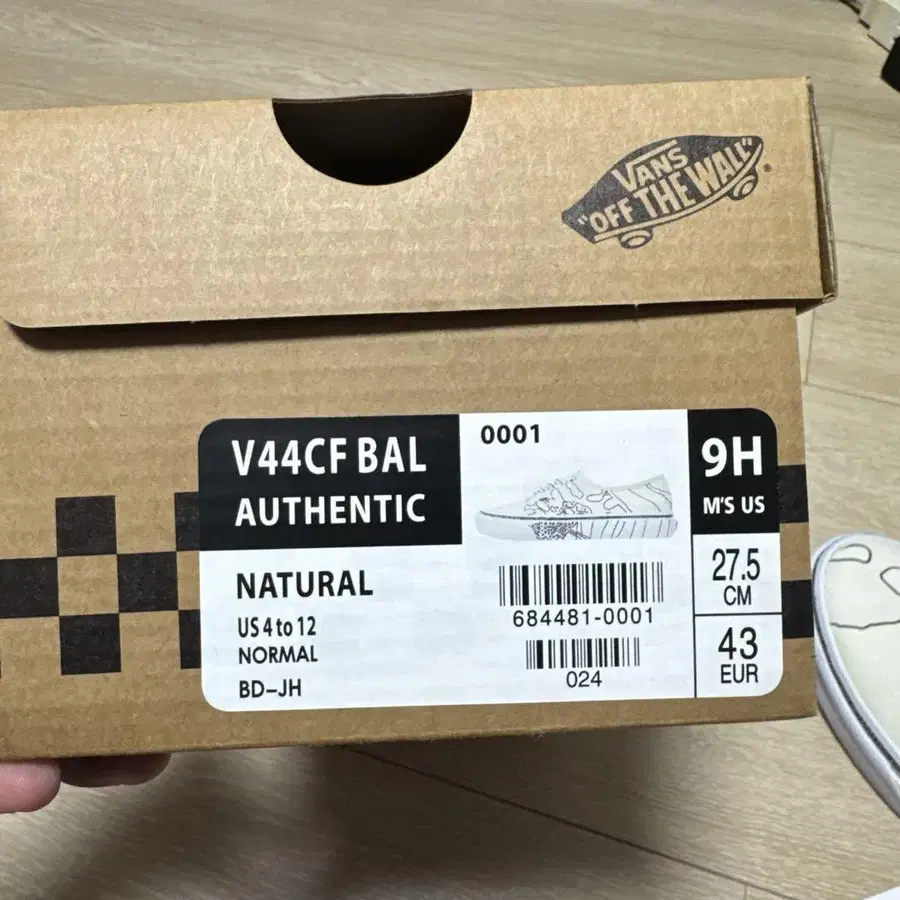 VANS
"OFF THE WALL"
®
V44CF BAL
AUTHENTIC
0001
9H
M'S US
NATURAL
US 4 to 12
NORMAL
BD-JH
684481-0001
024
27.5
CM
43
EUR